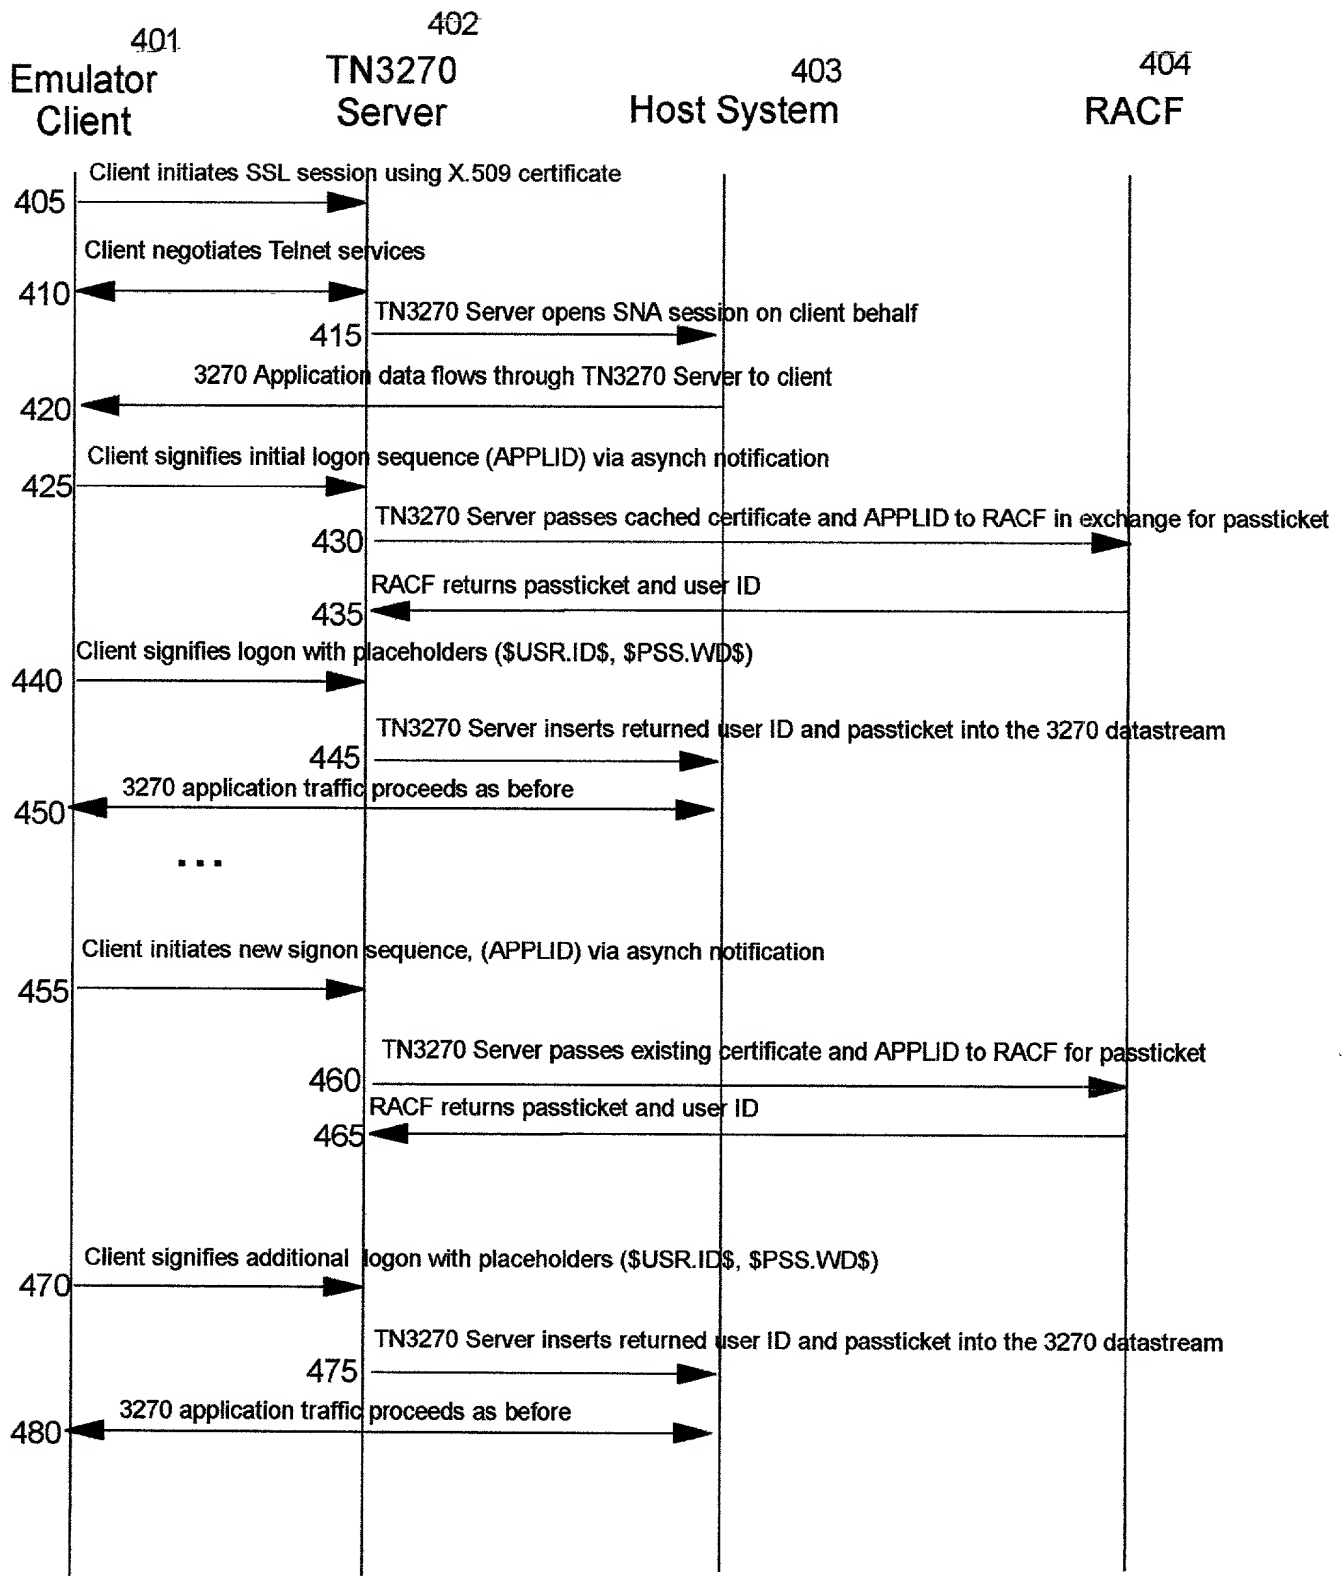 401
402
403
404
Emulator
Client
TN3270
Server
Host System
RACF
Client initiates SSL session using X.509 certificate
405
Client negotiates Telnet services
410
TN3270 Server opens SNA session on client behalf
415
3270 Application data flows through TN3270 Server to client
420
Client signifies initial logon sequence (APPLID) via asynch notification
425
TN3270 Server passes cached certificate and APPLID to RACF in exchange for passticket
430
RACF returns passticket and user ID
435
Client signifies logon with placeholders ($USR.ID$, $PSS.WD$)
440
TN3270 Server inserts returned user ID and passticket into the 3270 datastream
445
3270 application traffic proceeds as before
450
...
Client initiates new signon sequence, (APPLID) via asynch notification
455
TN3270 Server passes existing certificate and APPLID to RACF for passticket
460
RACF returns passticket and user ID
465
Client signifies additional logon with placeholders ($USR.ID$, $PSS.WD$)
470
TN3270 Server inserts returned user ID and passticket into the 3270 datastream
475
3270 application traffic proceeds as before
480